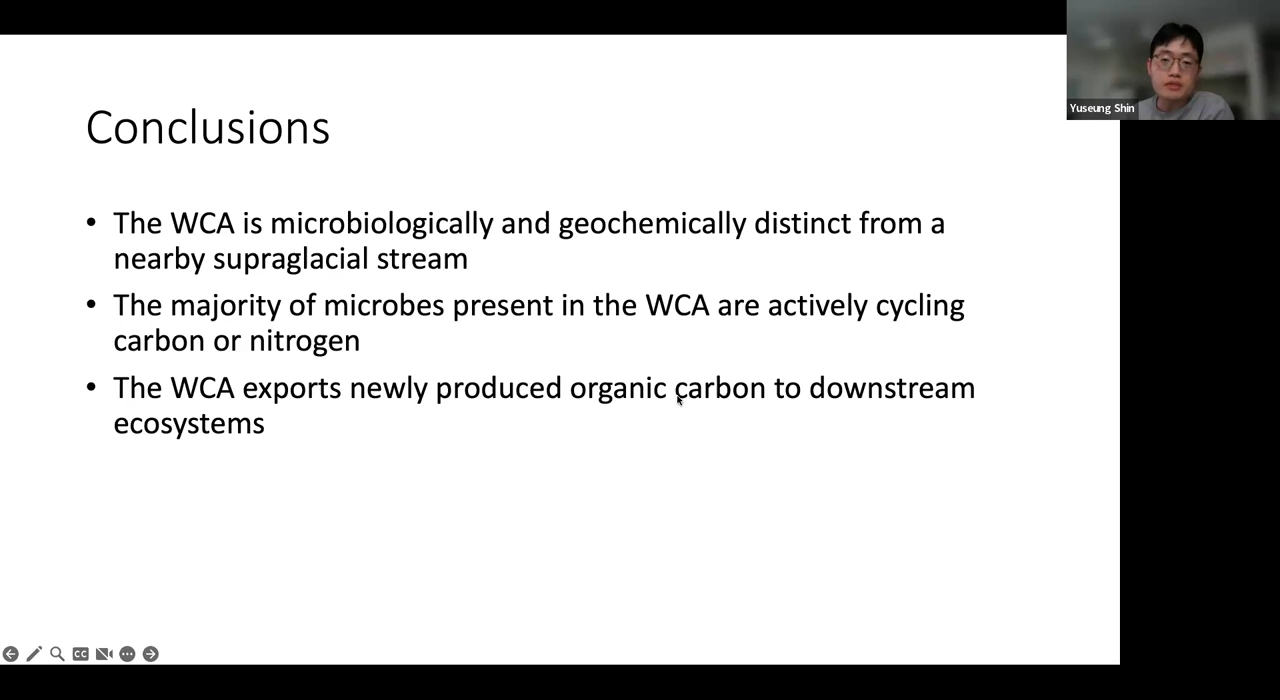 Yuseung Shin
Conclusions
• The WCA is microbiologically and geochemically distinct from a
nearby supraglacial stream
• The majority of microbes present in the WCA are actively cycling
carbon or nitrogen
• The WCA exports newly produced organic carbon to downstream
ecosystems
CC